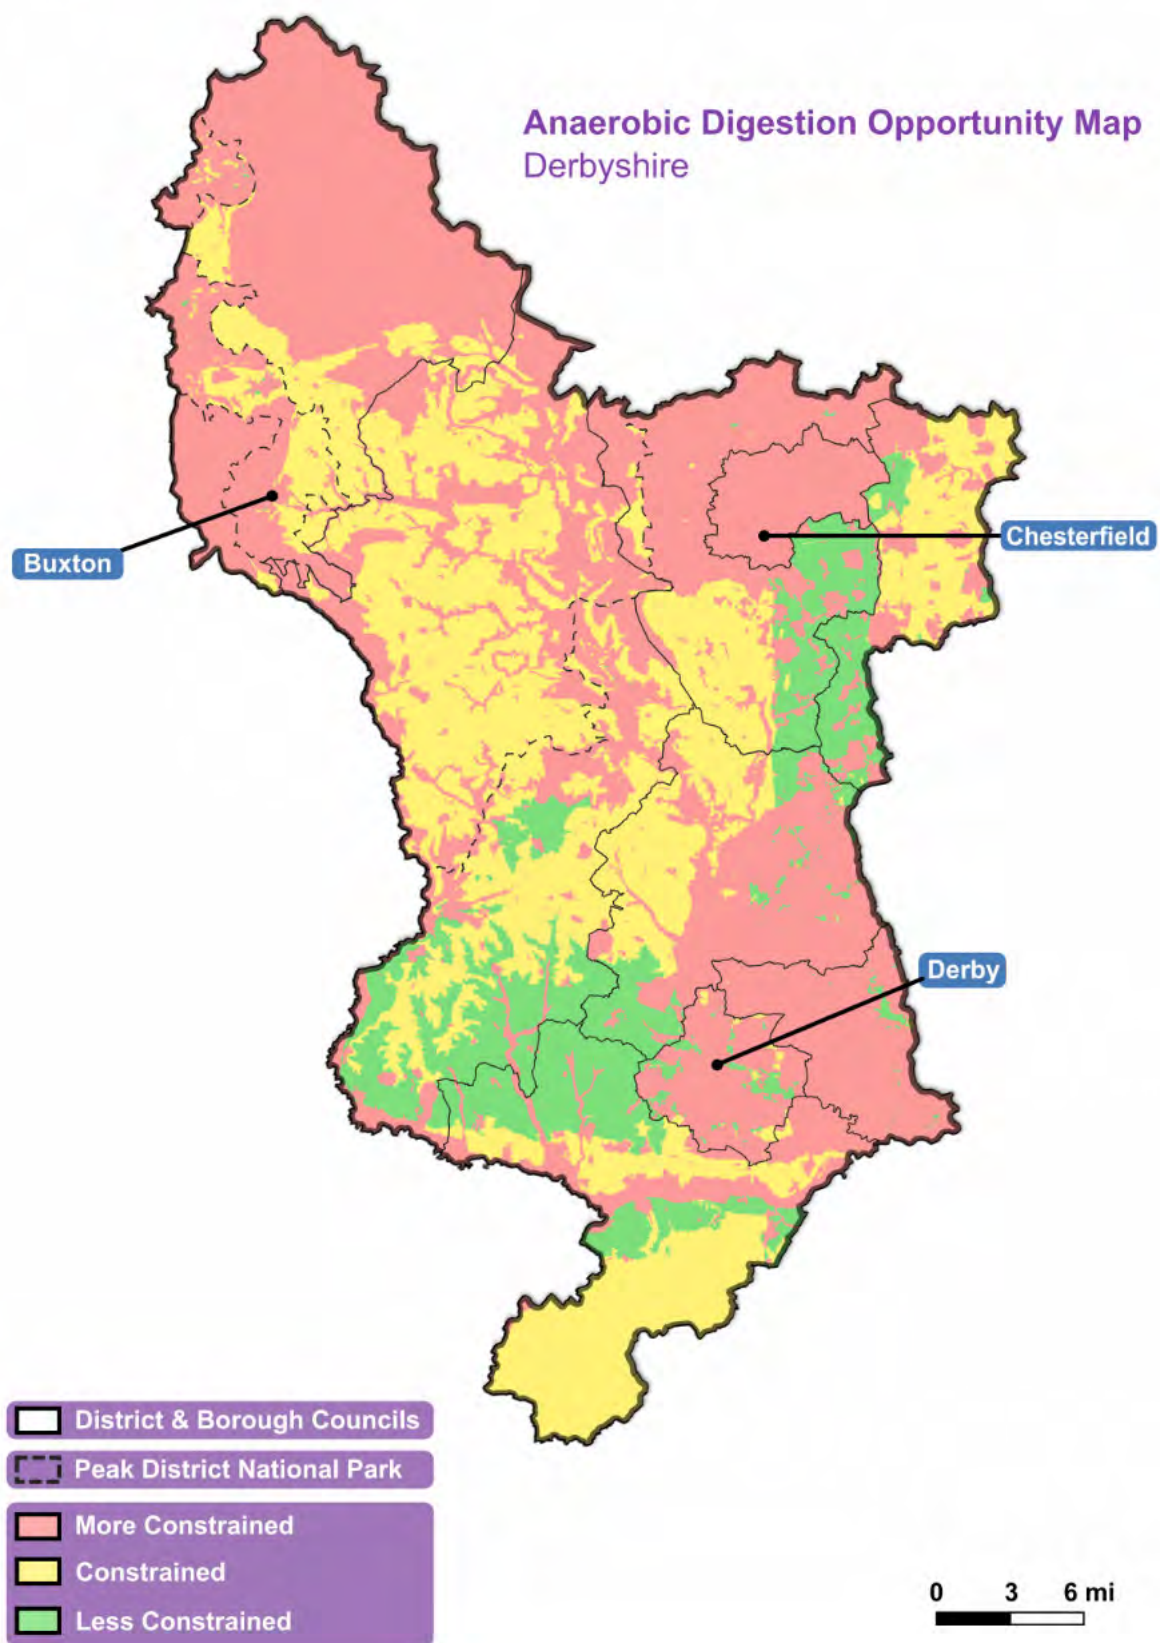 Anaerobic Digestion Opportunity Map
Derbyshire
Buxton
Chesterfield
Derby
District & Borough Councils
Peak District National Park
More Constrained
Constrained
Less Constrained
0 3 6 mi